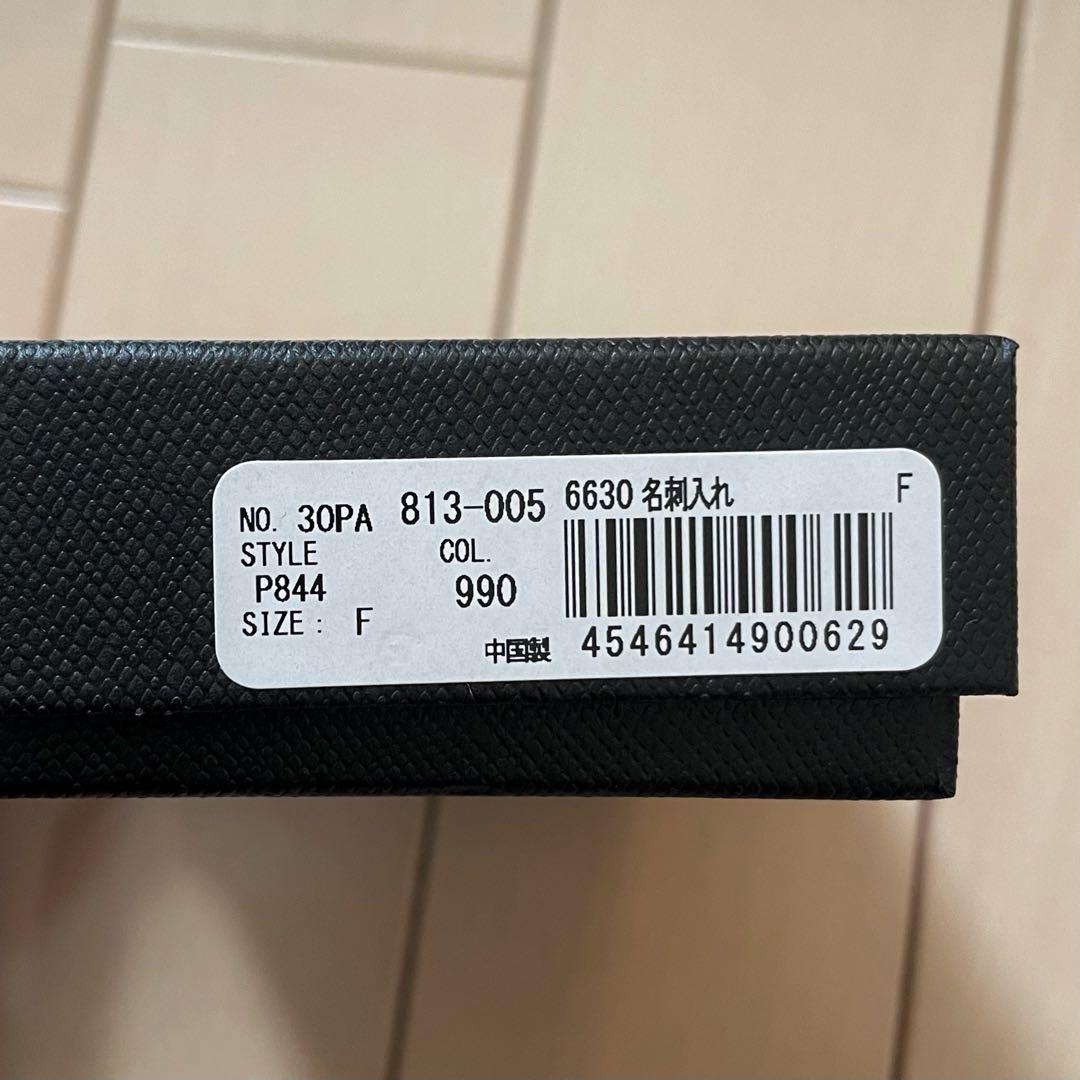 NO. 30PA 813-005 6630 名刺入れ F
STYLE COL.
P844 990
SIZE : F
中国製 4546414900629